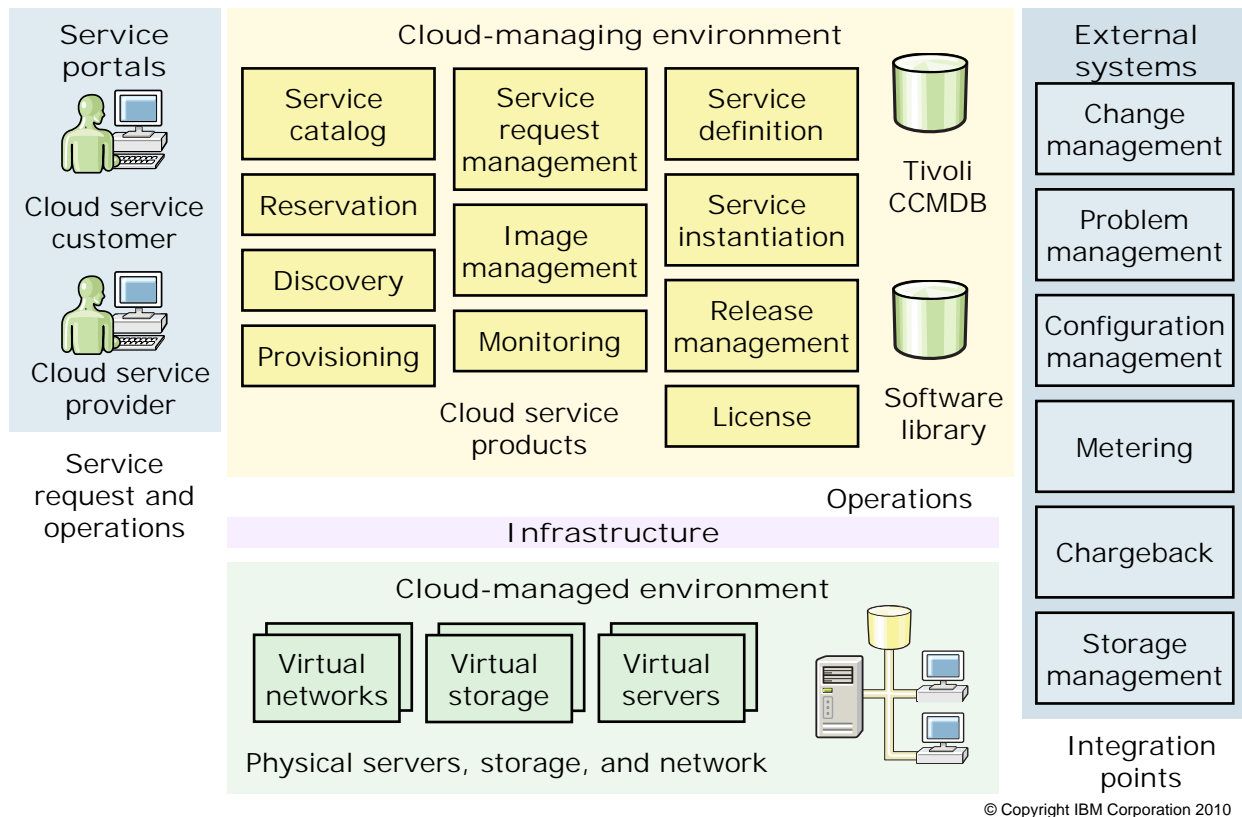 Service
portals
Cloud service
customer
Cloud service
provider
Service
request and
operations
Cloud-managing environment
Service
catalog
Reservation
Discovery
Provisioning
Service
request
management
Image
management
Monitoring
Cloud service
products
Service
definition
Service
instantiation
Release
management
License
Tivoli
CCMDB
Software
library
Operations
Infrastructure
Cloud-managed environment
Virtual
networks
Virtual
storage
Virtual
servers
Physical servers, storage, and network
External
systems
Change
management
Problem
management
Configuration
management
Metering
Chargeback
Storage
management
Integration
points
© Copyright IBM Corporation 2010